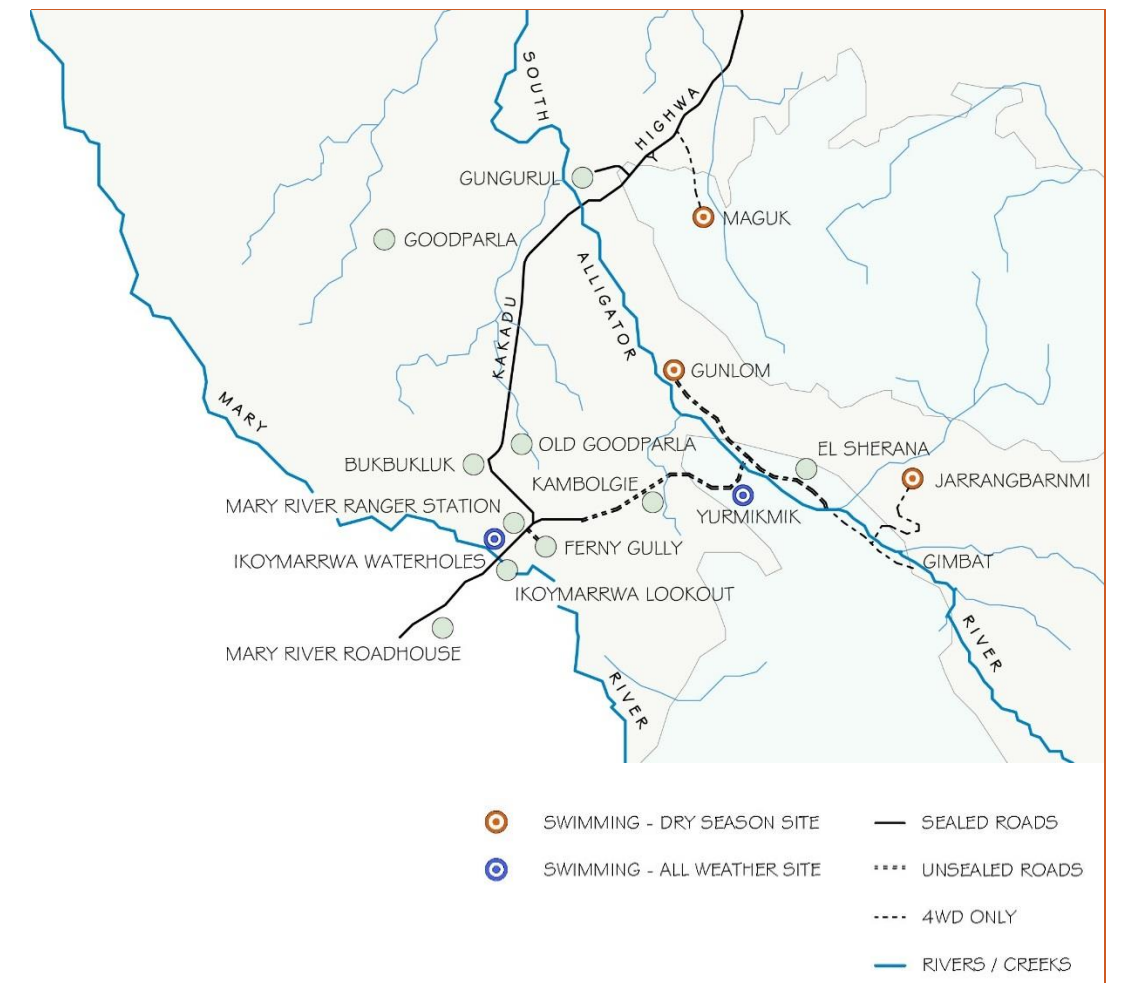 SOUTH
HIGHWAY
GUNGURUL
MAGUK
GOODPARLA
ALLIGATOR
KAKADU
GUNLOM
MARY
OLD GOODPARLA
EL SHERANA
BUKBUKLUK
KAMBOLGIE
JARRANGBARNMI
MARY RIVER RANGER STATION
YURMIKMIK
IKOYMARRWA WATERHOLES
FERNY GULLY
GIMBAT
IKOYMARRWA LOOKOUT
RIVER
MARY RIVER ROADHOUSE
RIVER
SWIMMING - DRY SEASON SITE
SEALED ROADS
SWIMMING - ALL WEATHER SITE
UNSEALED ROADS
4WD ONLY
RIVERS / CREEKS